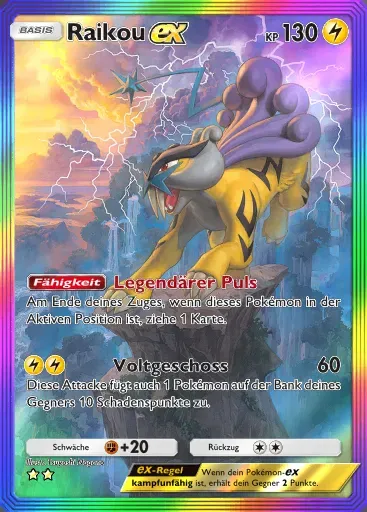 BASIS
Raikou ex
KP 130
Fähigkeit Legendärer Puls
Am Ende deines Zuges, wenn dieses Pokémon in der
Aktiven Position ist, ziehe 1 Karte.
Voltgeschoss 60
Diese Attacke fügt auch 1 Pokémon auf der Bank deines
Gegners 10 Schadenspunkte zu.
Schwäche +20 Rückzug
Illust.
ex-Regel Wenn dein Pokémon-ex
kampfunfähig ist, erhält dein Gegner 2 Punkte.